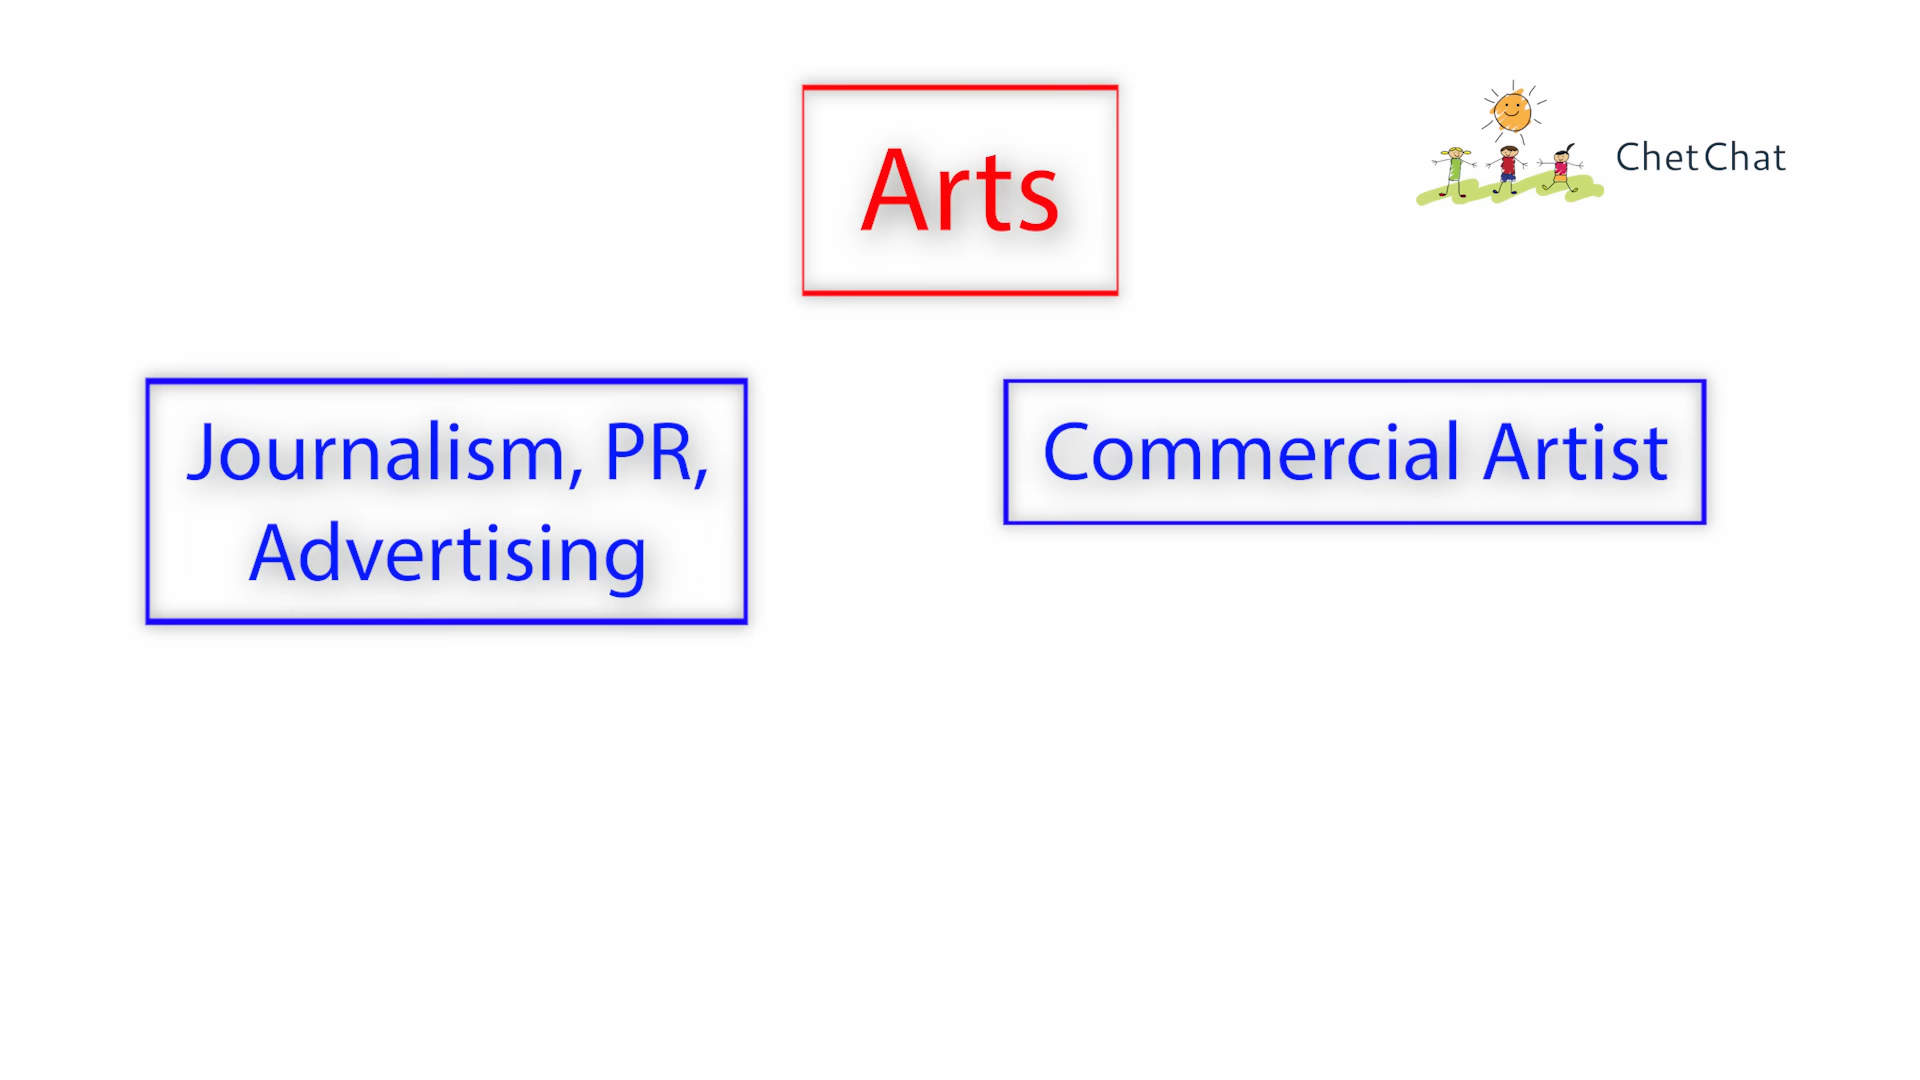 Arts
ChetChat
Journalism, PR,
Advertising
Commercial Artist